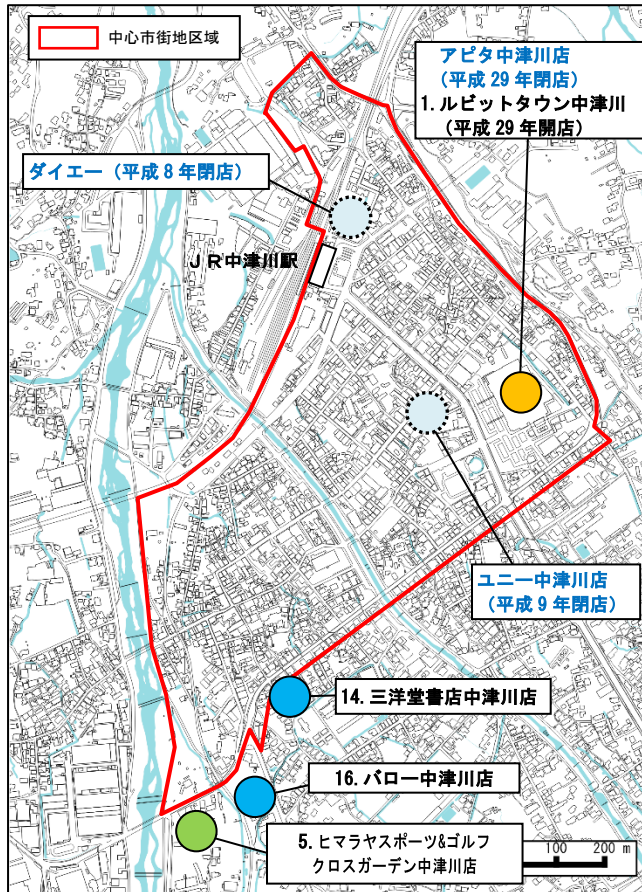 中心市街地区域
アピタ中津川店
(平成 29 年閉店)
1. ルビットタウン中津川
(平成 29 年開店)
ダイエー (平成 8 年閉店)
JR中津川駅
ユニー中津川店
(平成 9 年閉店)
14. 三洋堂書店中津川店
16. バロー中津川店
5. ヒマラヤスポーツ&ゴルフ
クロスガーデン中津川店
100 200 m